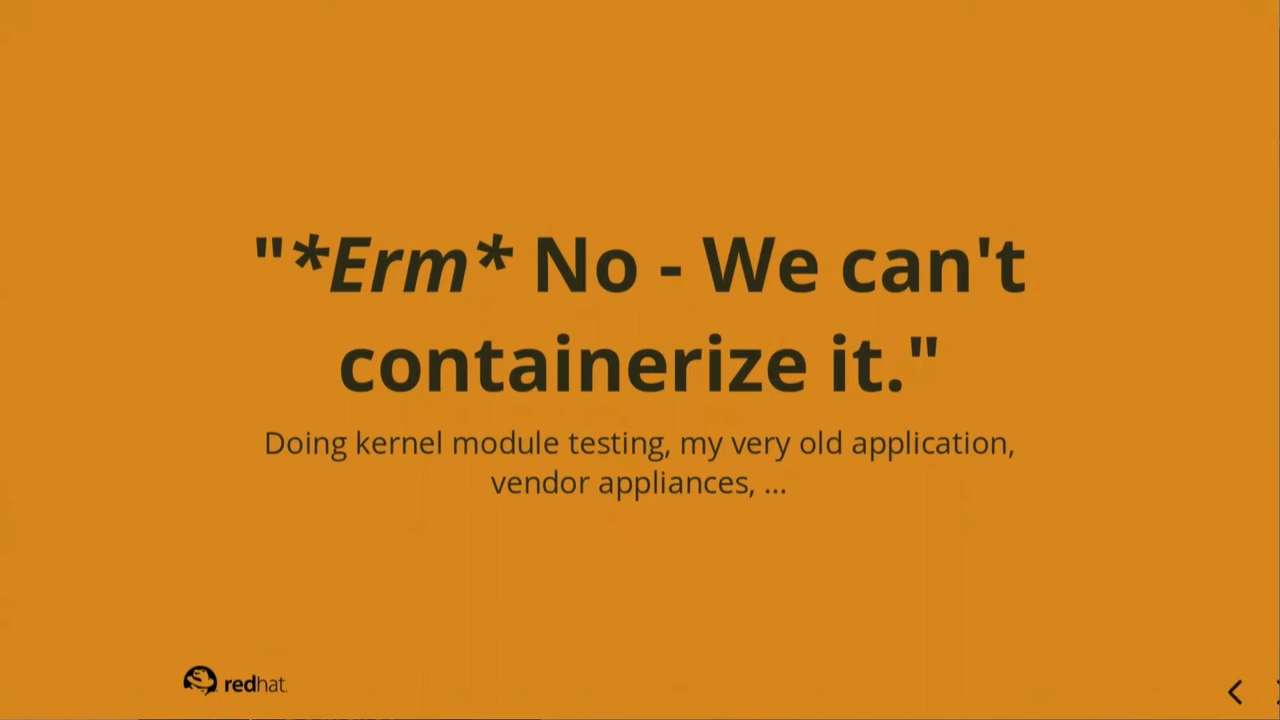 "*Erm* No - We can't
containerize it."
Doing kernel module testing, my very old application,
vendor appliances, ...
redhat.